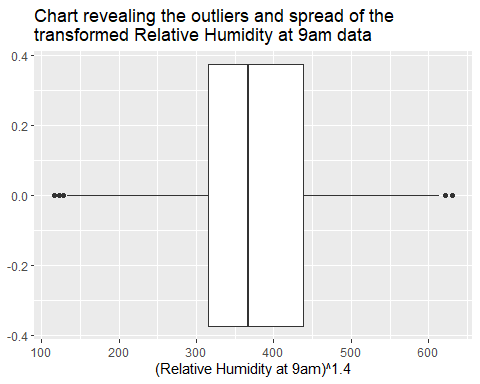 Chart revealing the outliers and spread of the
transformed Relative Humidity at 9am data
0.4
0.2
0.0
-0.2
-0.4
100 200 300 400 500 600
(Relative Humidity at 9am)^1.4